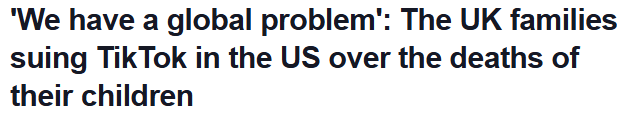 'We have a global problem': The UK families
suing TikTok in the US over the deaths of
their children